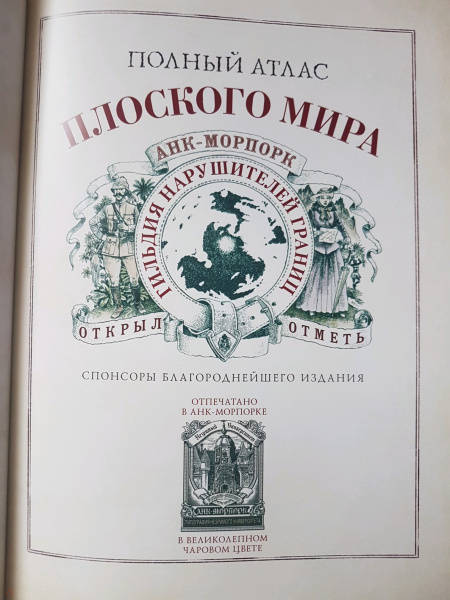 ПОЛНЫЙ АТЛАС
ПЛОСКОГО МИРА
АНК-МОРПОРК
ГИЛЬДИЯ НАРУШИТЕЛЕЙ ГРАНИЦ
ОТКРЫЛ
ОТМЕТЬ
СПОНСОРЫ БЛАГОРОДНЕЙШЕГО ИЗДАНИЯ
ОТПЕЧАТАНО
В АНК-МОРПОРКЕ
АНК-МОРПОРК
В ВЕЛИКОЛЕПНОМ
ЧАРОВОМ ЦВЕТЕ